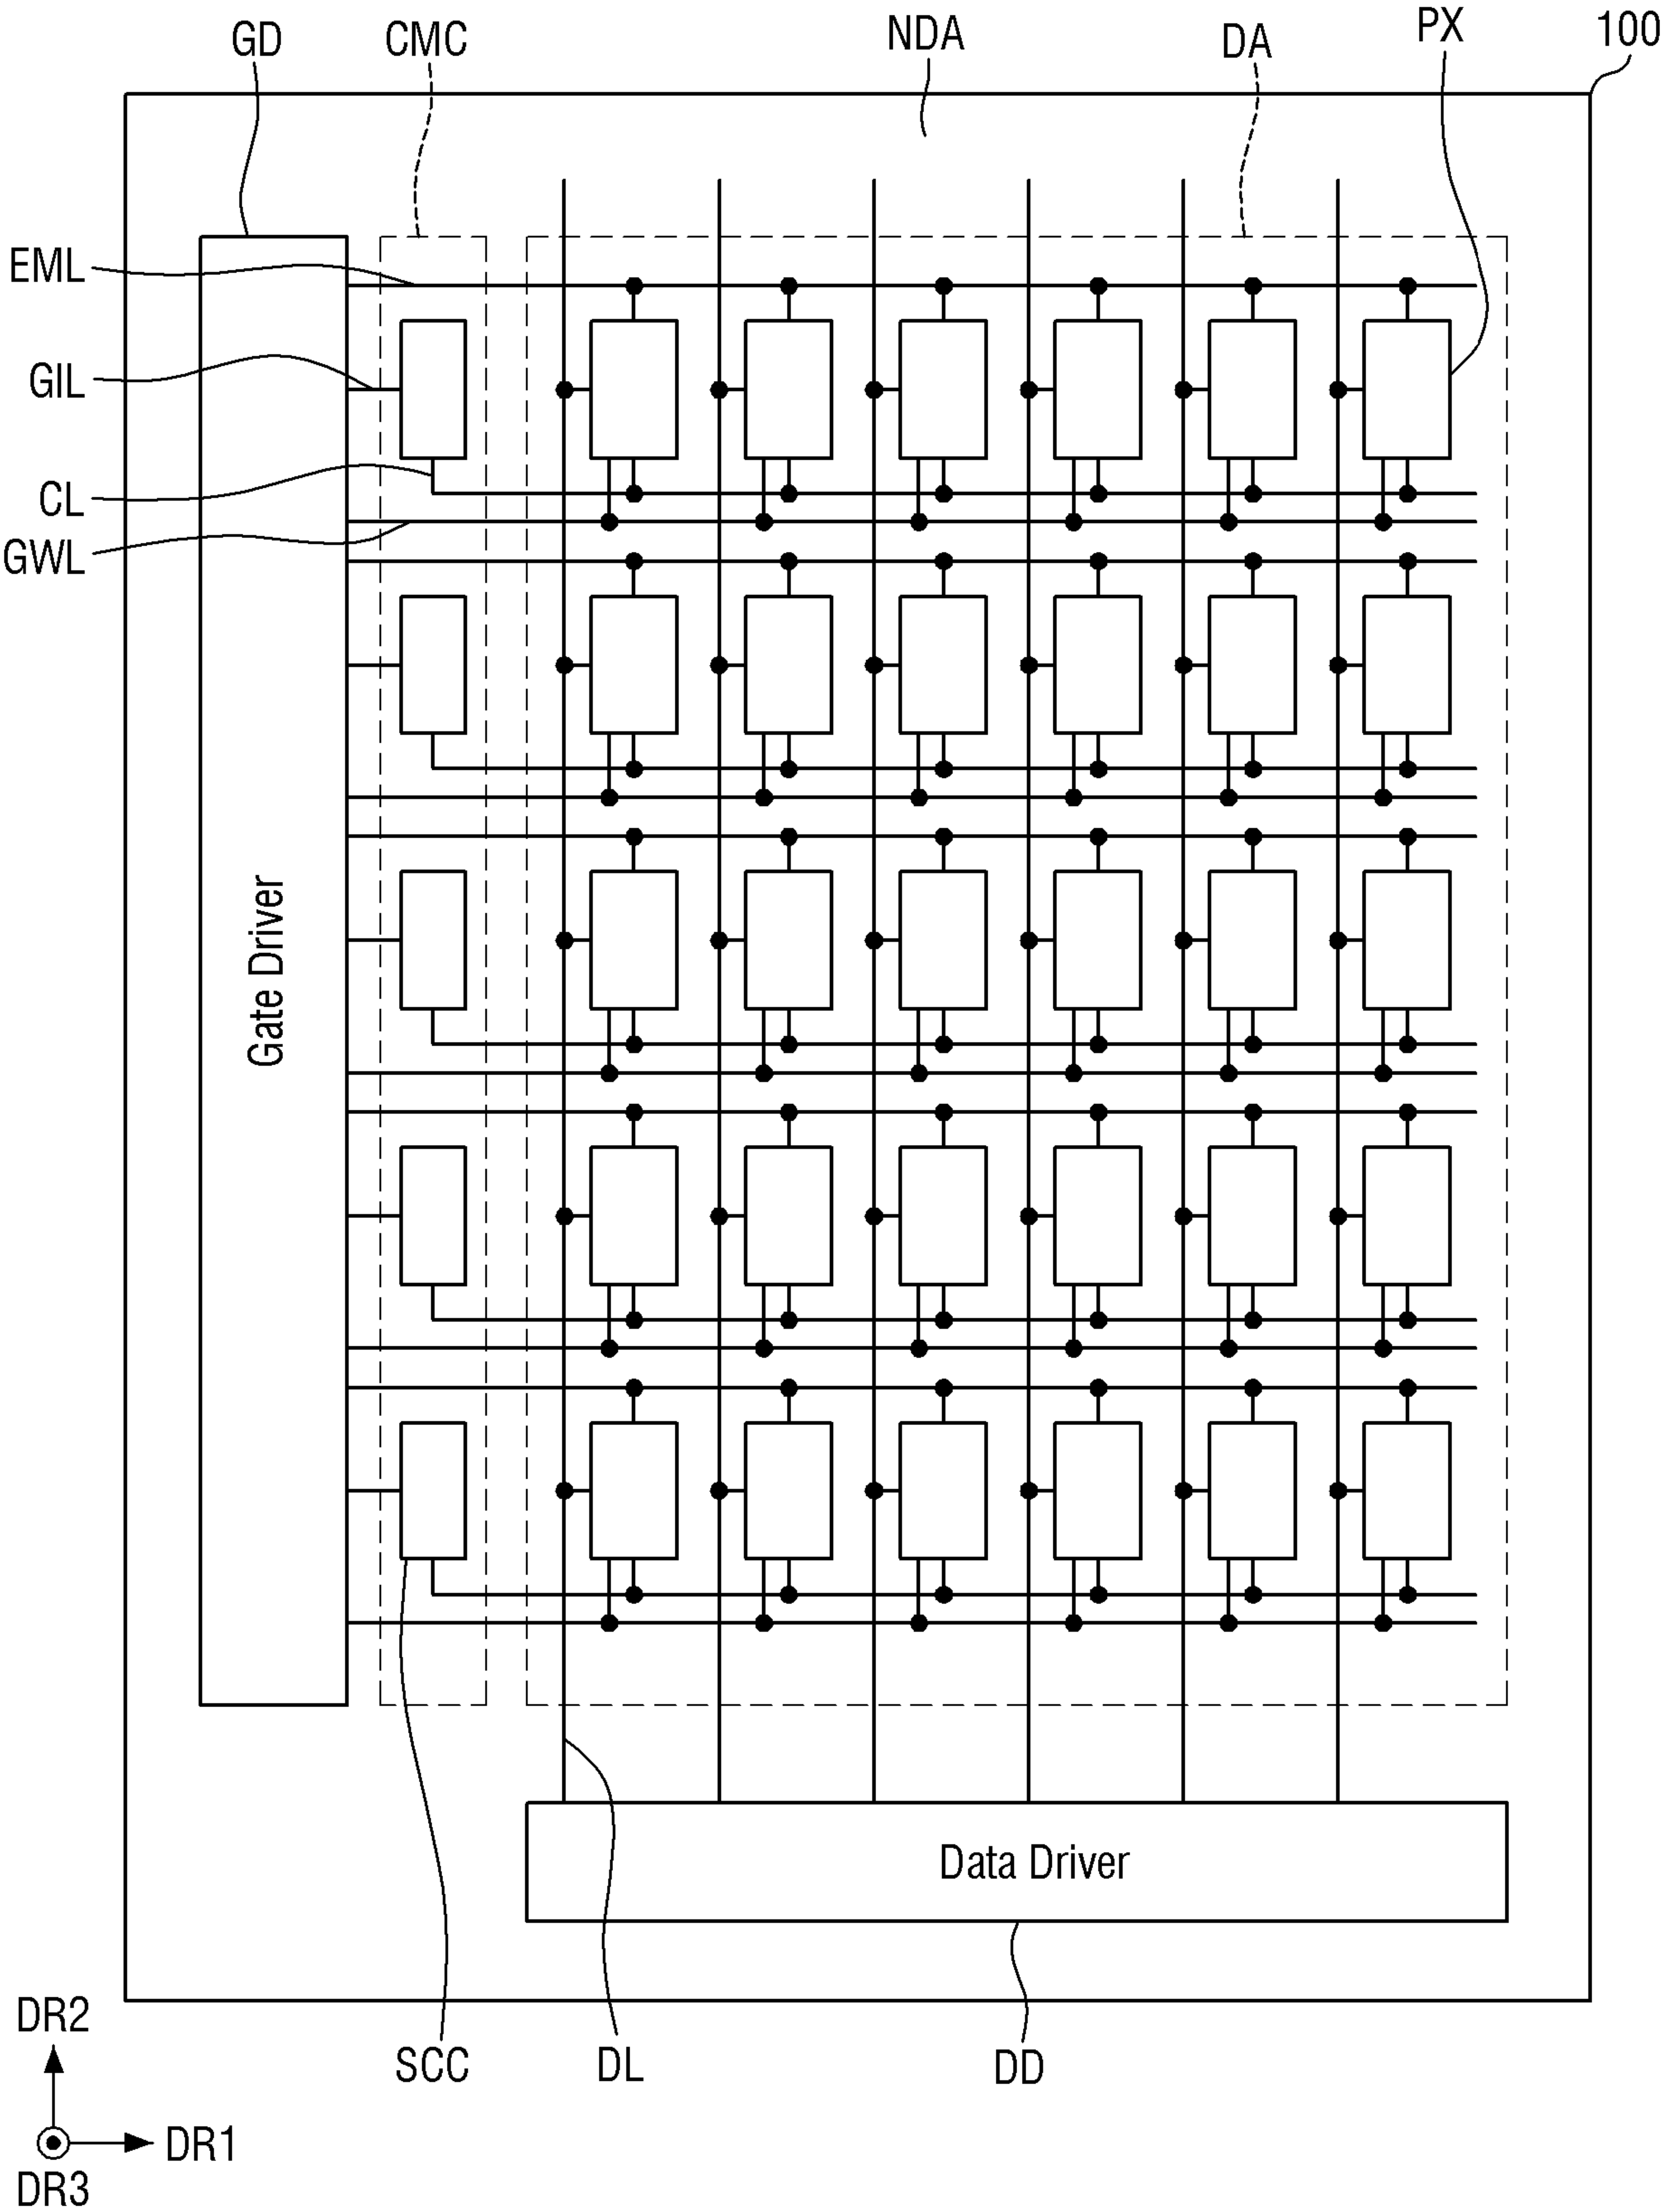 GD CMC NDA DA PX 100
EML
GIL
CL
GWL
Gate Driver
Data Driver
DR2
SCC DL DD
DR1
DR3